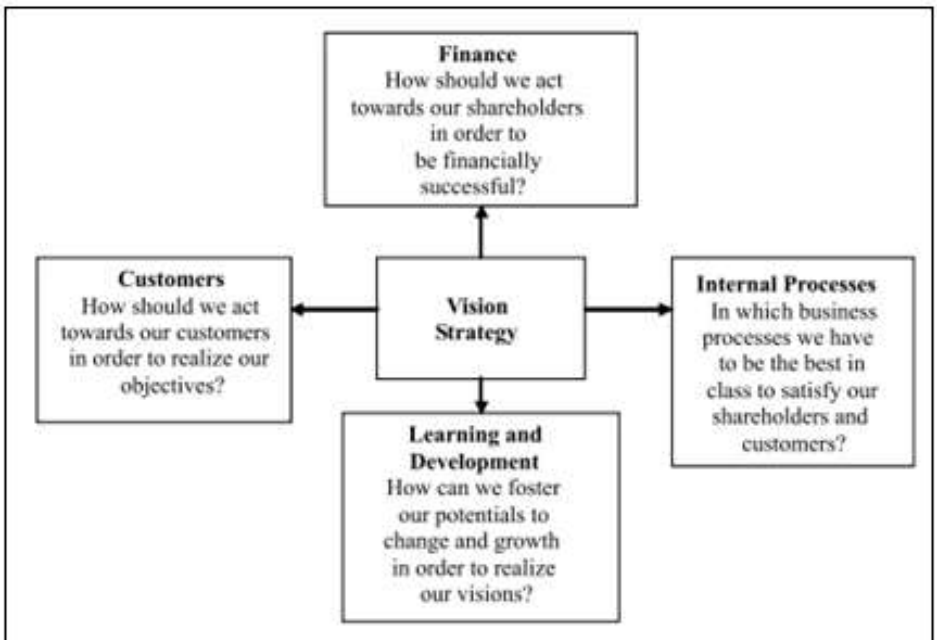 Finance
How should we act
towards our shareholders
in order to
be financially
successful?
Customers
How should we act
towards our customers
in order to realize our
objectives?
Vision
Strategy
Internal Processes
In which business
processes we have
to be the best in
class to satisfy our
shareholders and
customers?
Learning and
Development
How can we foster
our potentials to
change and growth
in order to realize
our visions?